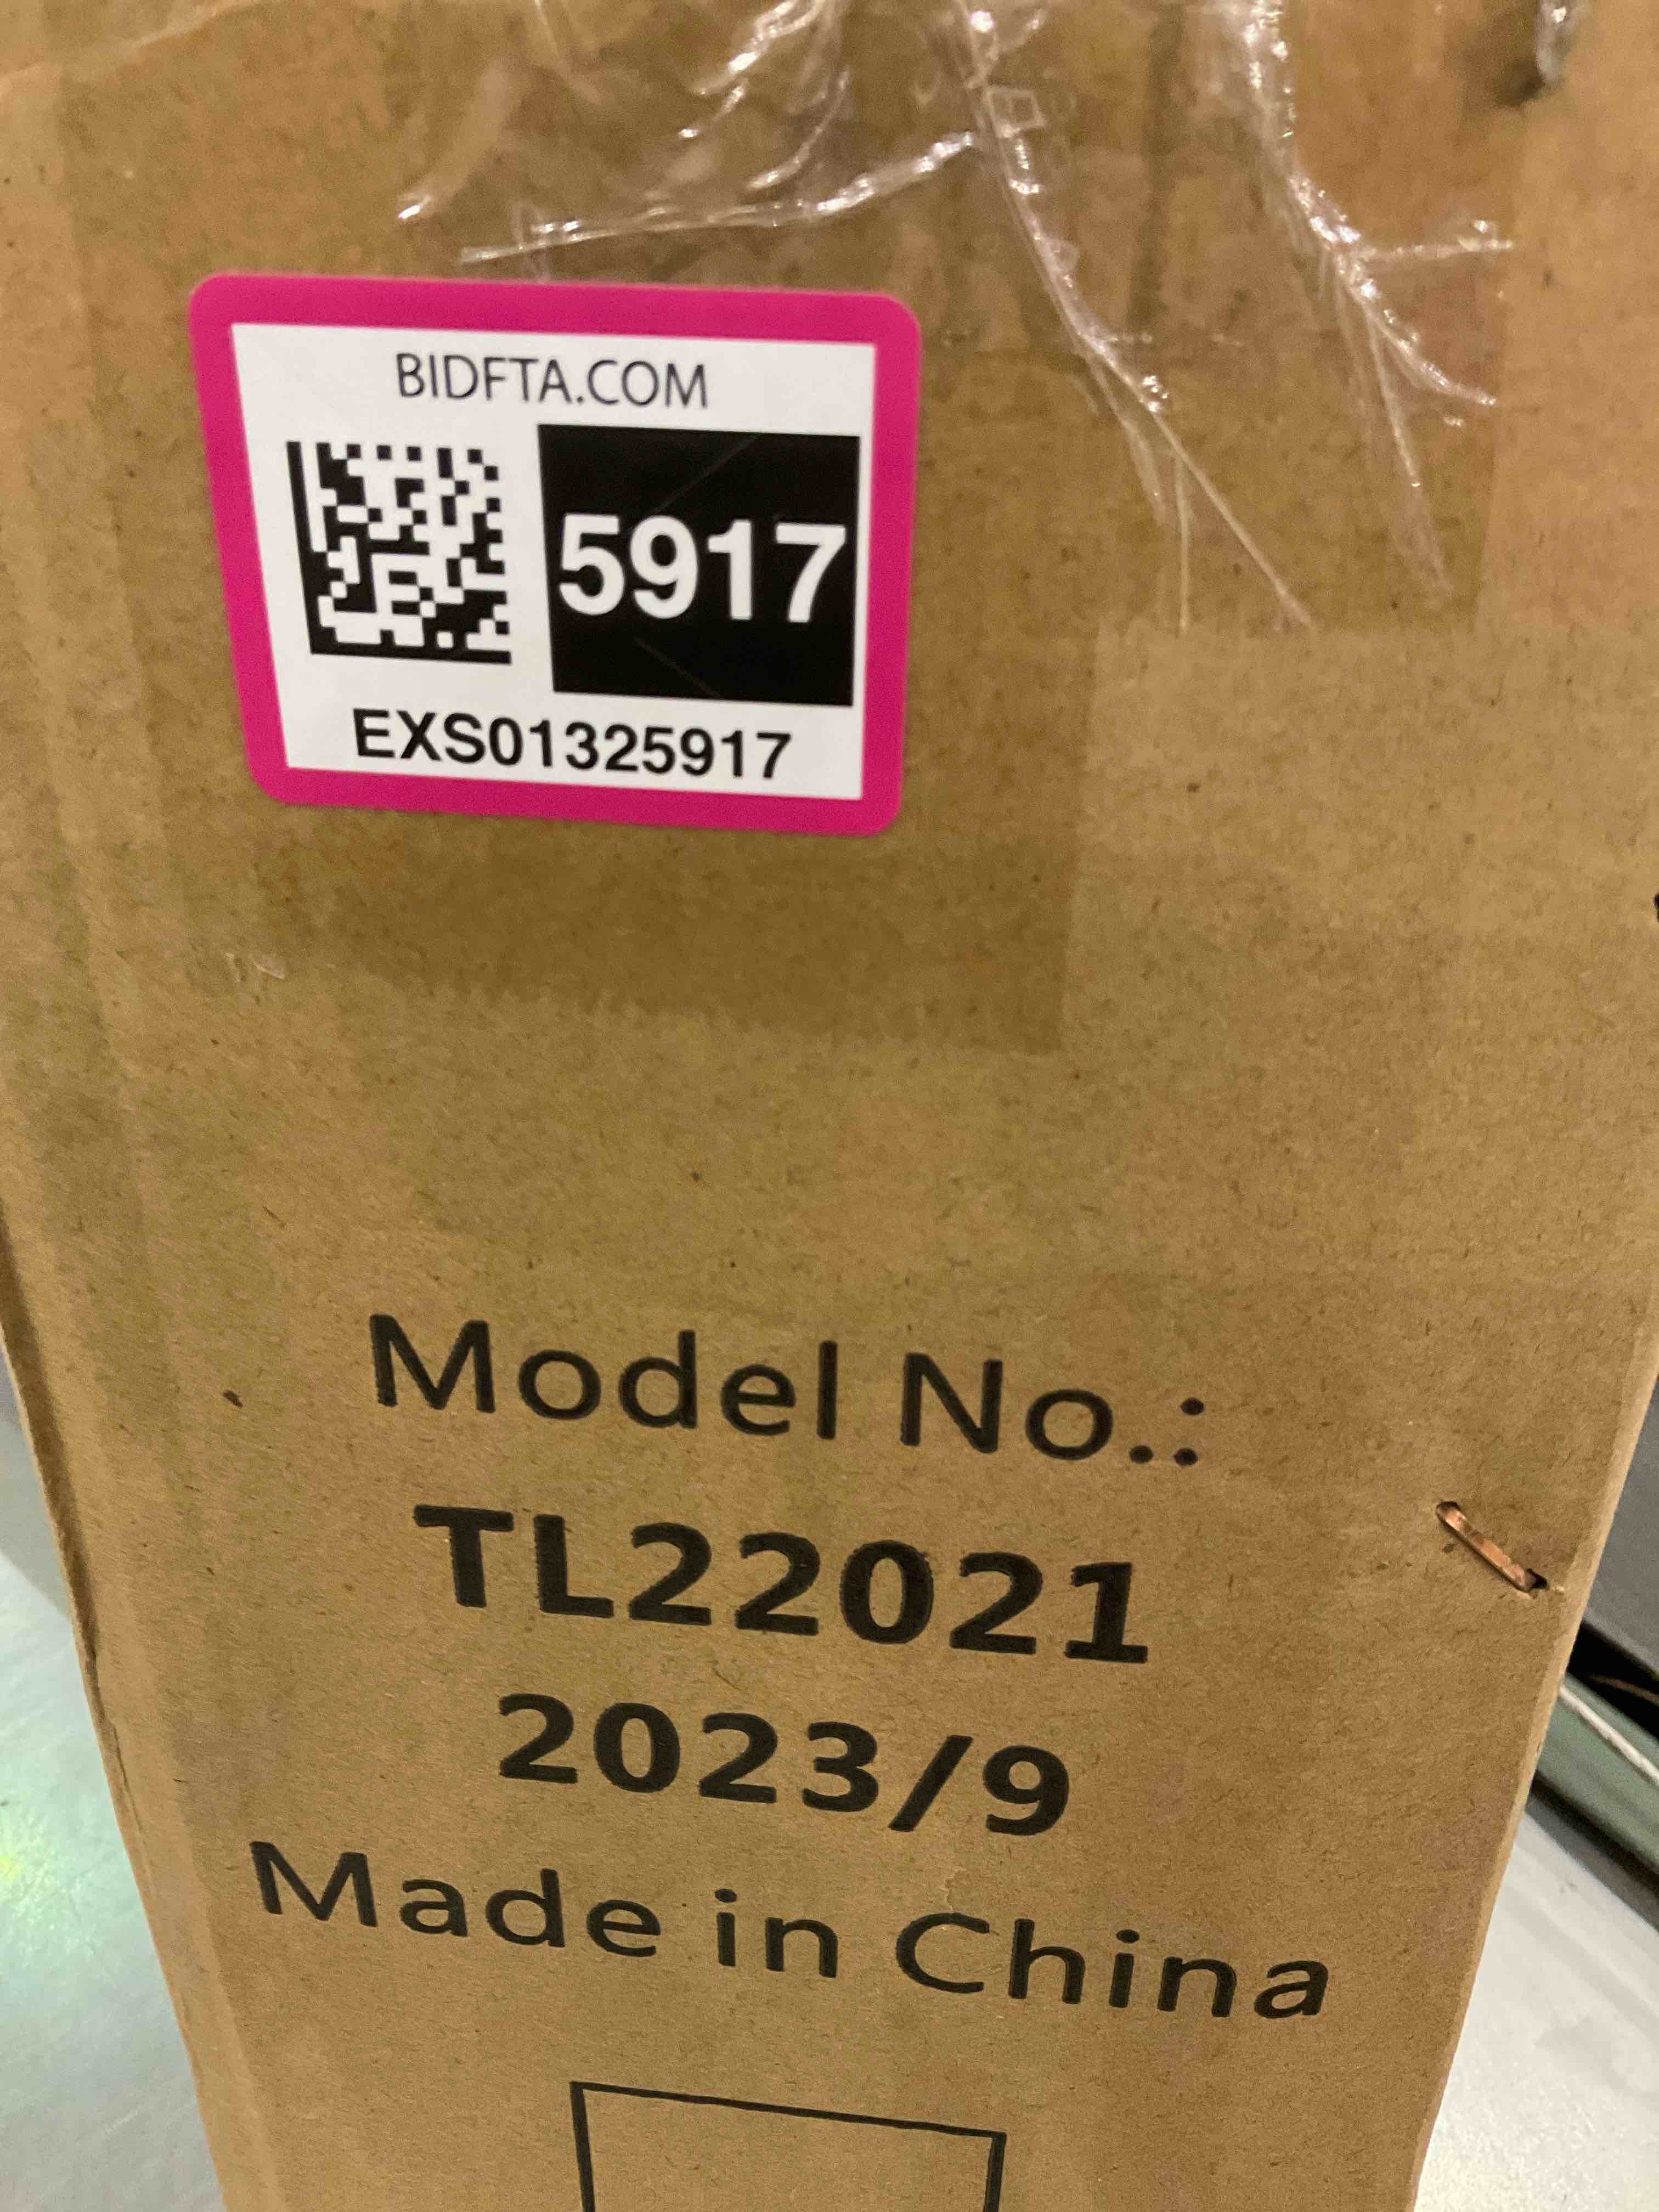 BIDFTA.COM
5917
EXS01325917
Model No.:
TL22021
2023/9
Made in China